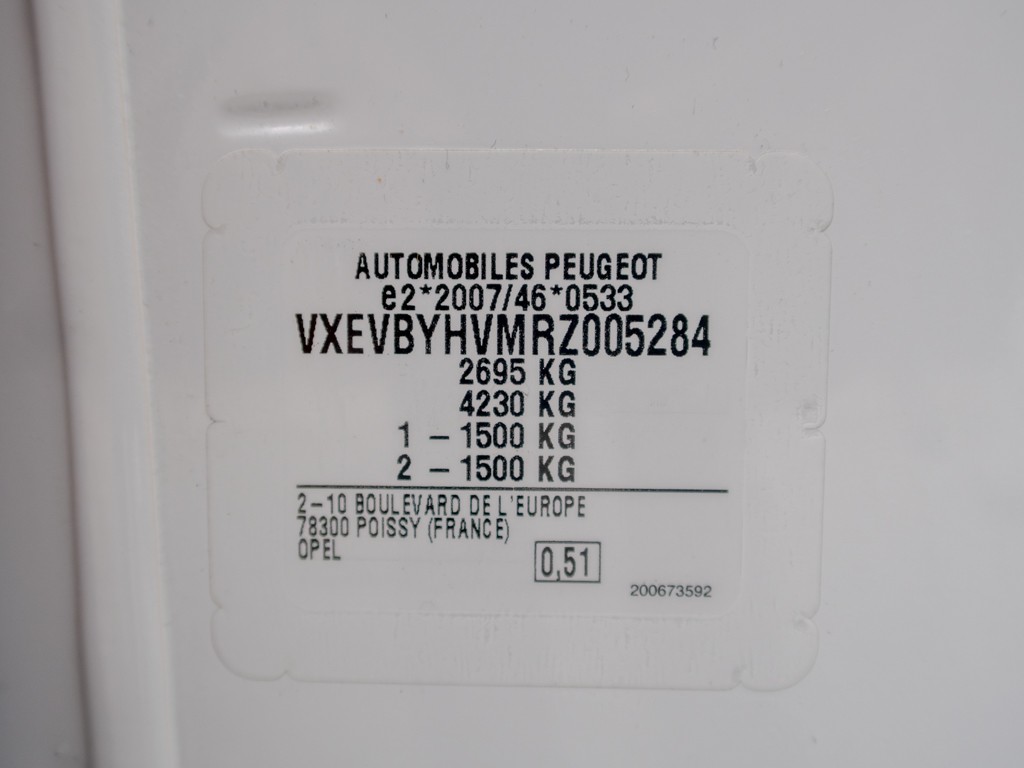 AUTOMOBILES PEUGEOT
e2*2007/46*0533
VXEVBYHVMRZ005284
2695 KG
4230 KG
1 – 1500 KG
2 – 1500 KG
2–10 BOULEVARD DE L'EUROPE
78300 POISSY (FRANCE)
OPEL
0,51
200673592